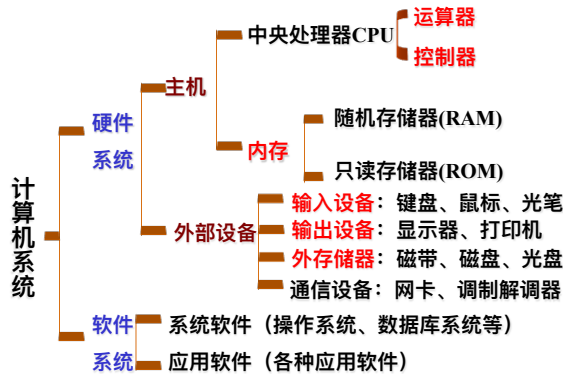 计算机系统
硬件
系统
主机
中央处理器CPU
运算器
控制器
内存
随机存储器(RAM)
只读存储器(ROM)
外部设备
输入设备：键盘、鼠标、光笔
输出设备：显示器、打印机
外存储器：磁带、磁盘、光盘
通信设备：网卡、调制解调器
软件
系统
系统软件（操作系统、数据库系统等）
应用软件（各种应用软件）